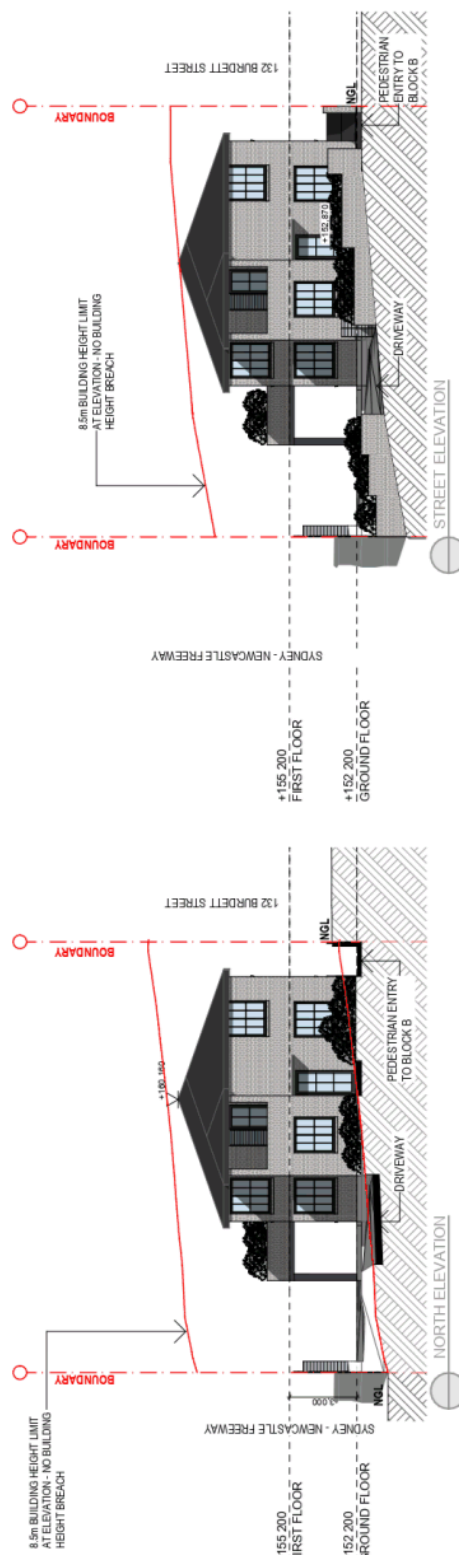 8.5m BUILDING HEIGHT LIMIT
AT ELEVATION - NO BUILDING
HEIGHT BREACH
BOUNDARY
BOUNDARY
+160,160
SYDNEY - NEWCASTLE FREEWAY
132 BURDETT STREET
155 200
IRST FLOOR
+3,000
152 200
ROUND FLOOR
NGL
NGL
DRIVEWAY
PEDESTRIAN ENTRY
TO BLOCK B
NORTH ELEVATION
8.5m BUILDING HEIGHT LIMIT
AT ELEVATION - NO BUILDING
HEIGHT BREACH
BOUNDARY
BOUNDARY
SYDNEY - NEWCASTLE FREEWAY
132 BURDETT STREET
+155 200
FIRST FLOOR
+152,870
+152 200
GROUND FLOOR
NGL
DRIVEWAY
PEDESTRIAN
ENTRY TO
BLOCK B
STREET ELEVATION